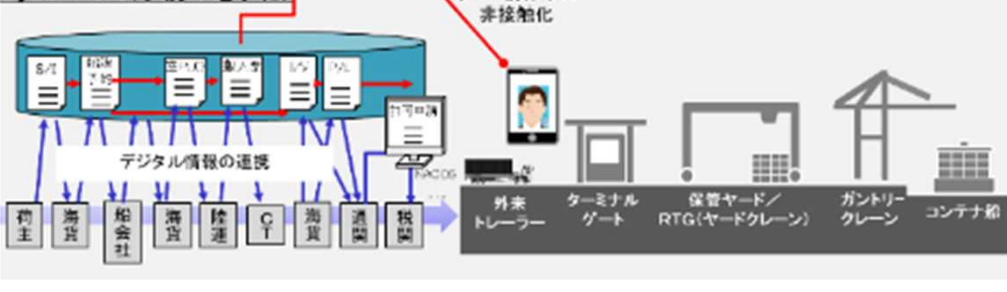 非接触化
S/I
許可申請
デジタル情報の連携
NACCS
荷主
海貨
船会社
海貨
陸運
CT
海貨
通関
税関
外来
トレーラー
ターミナル
ゲート
保管ヤード／
RTG(ヤードクレーン)
ガントリー
クレーン
コンテナ船